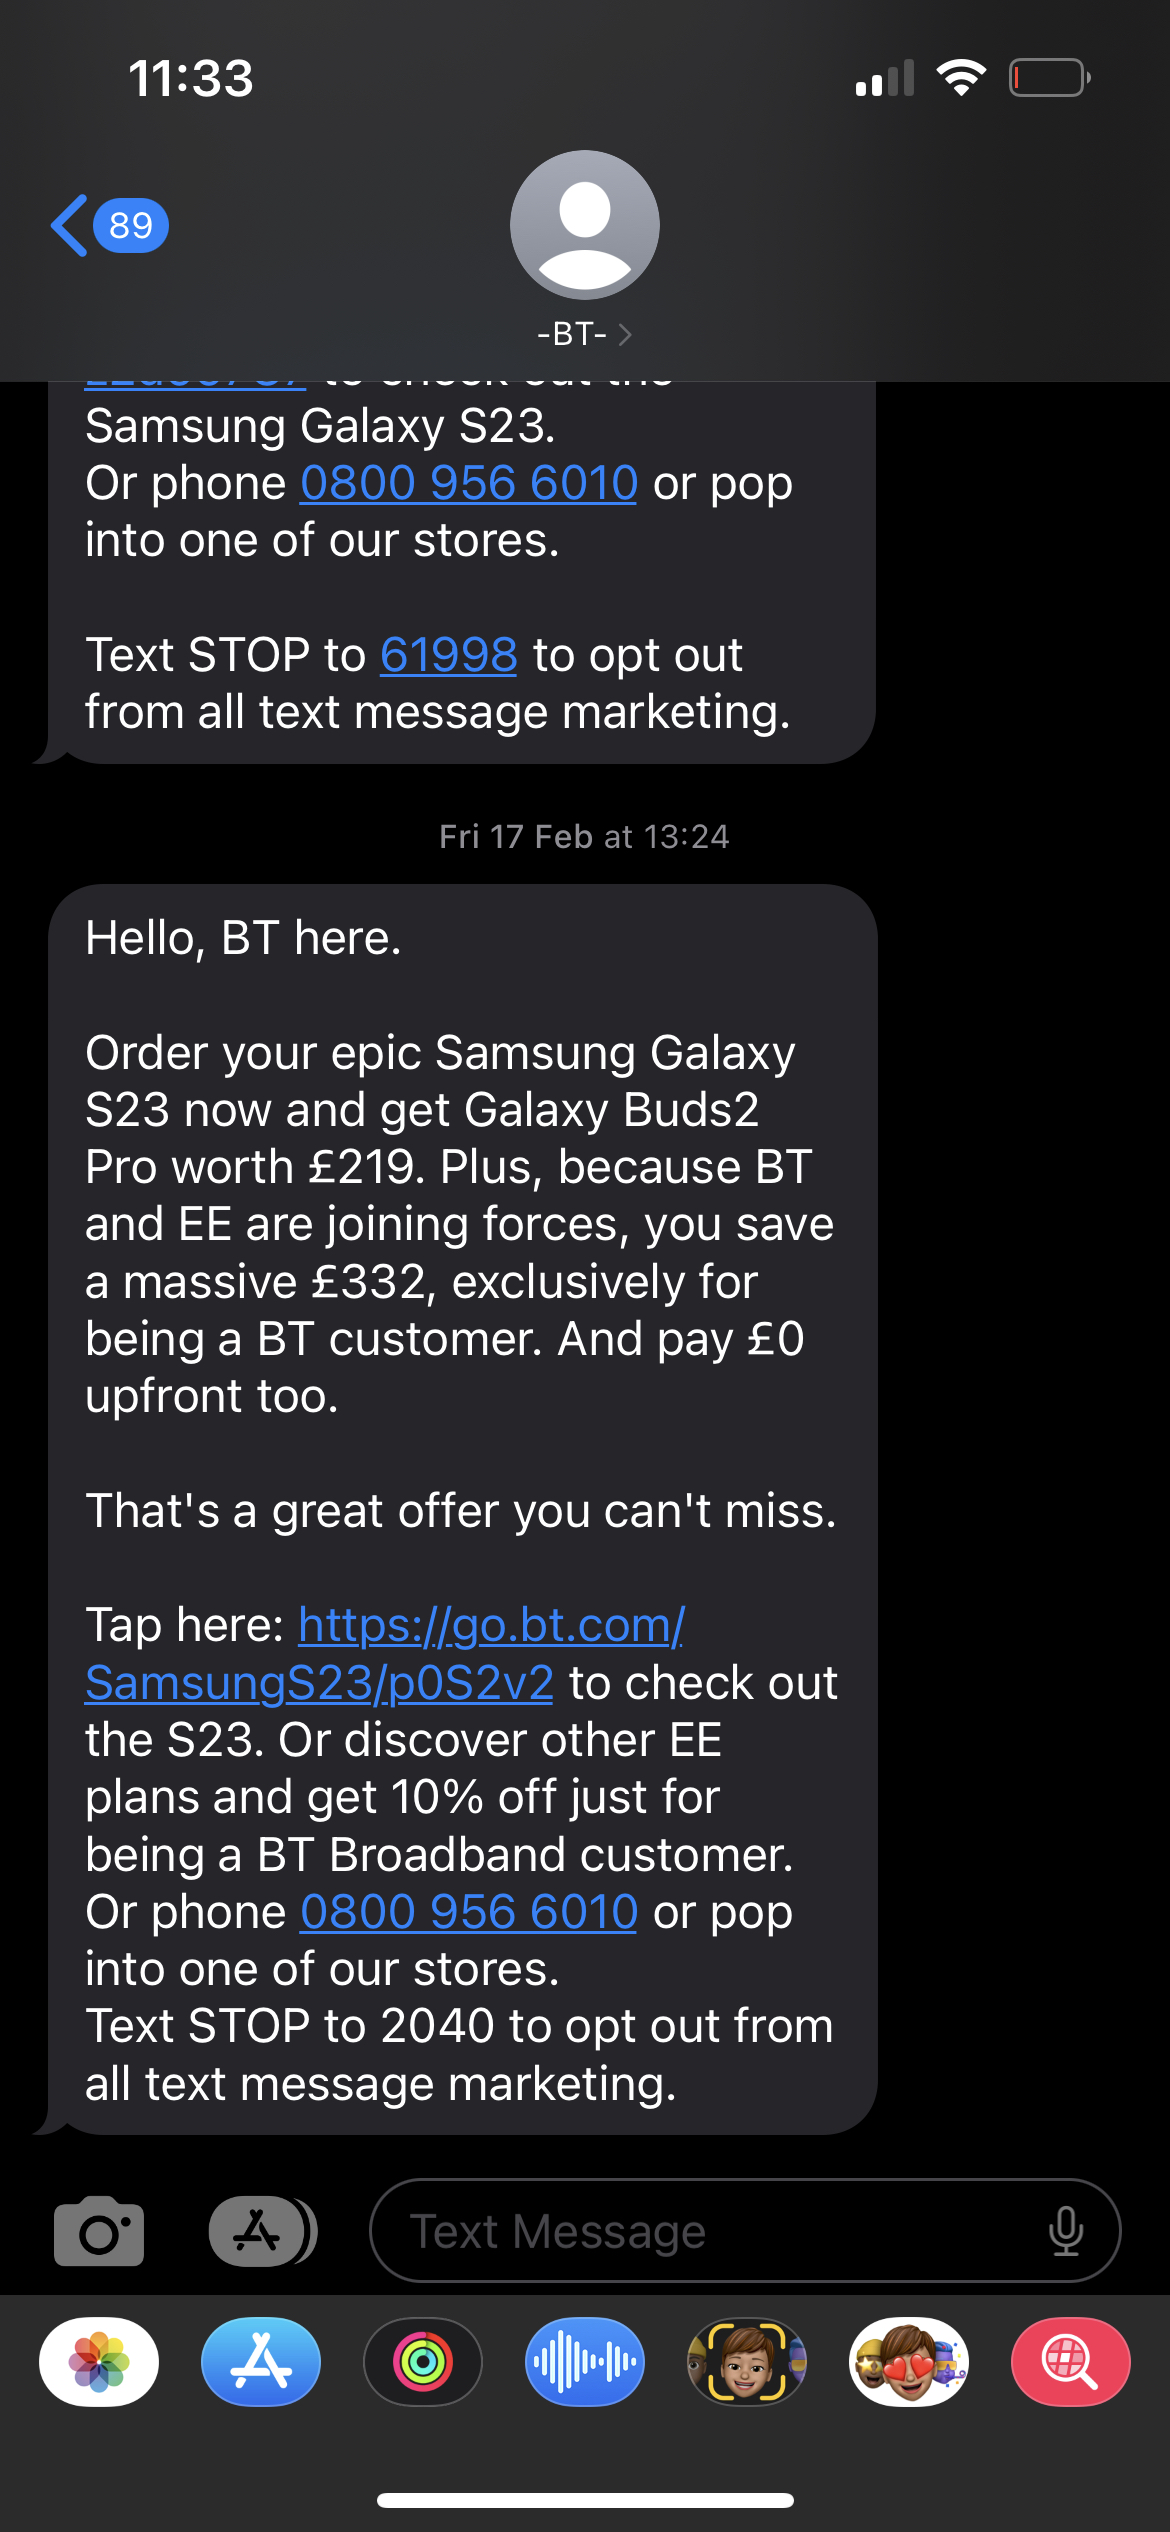 11:33
89
-BT-
to check out the
Samsung Galaxy S23.
Or phone 0800 956 6010 or pop
into one of our stores.
Text STOP to 61998 to opt out
from all text message marketing.
Fri 17 Feb at 13:24
Hello, BT here.
Order your epic Samsung Galaxy
S23 now and get Galaxy Buds2
Pro worth £219. Plus, because BT
and EE are joining forces, you save
a massive £332, exclusively for
being a BT customer. And pay £0
upfront too.
That's a great offer you can't miss.
Tap here: https://go.bt.com/
SamsungS23/p0S2v2 to check out
the S23. Or discover other EE
plans and get 10% off just for
being a BT Broadband customer.
Or phone 0800 956 6010 or pop
into one of our stores.
Text STOP to 2040 to opt out from
all text message marketing.
Text Message